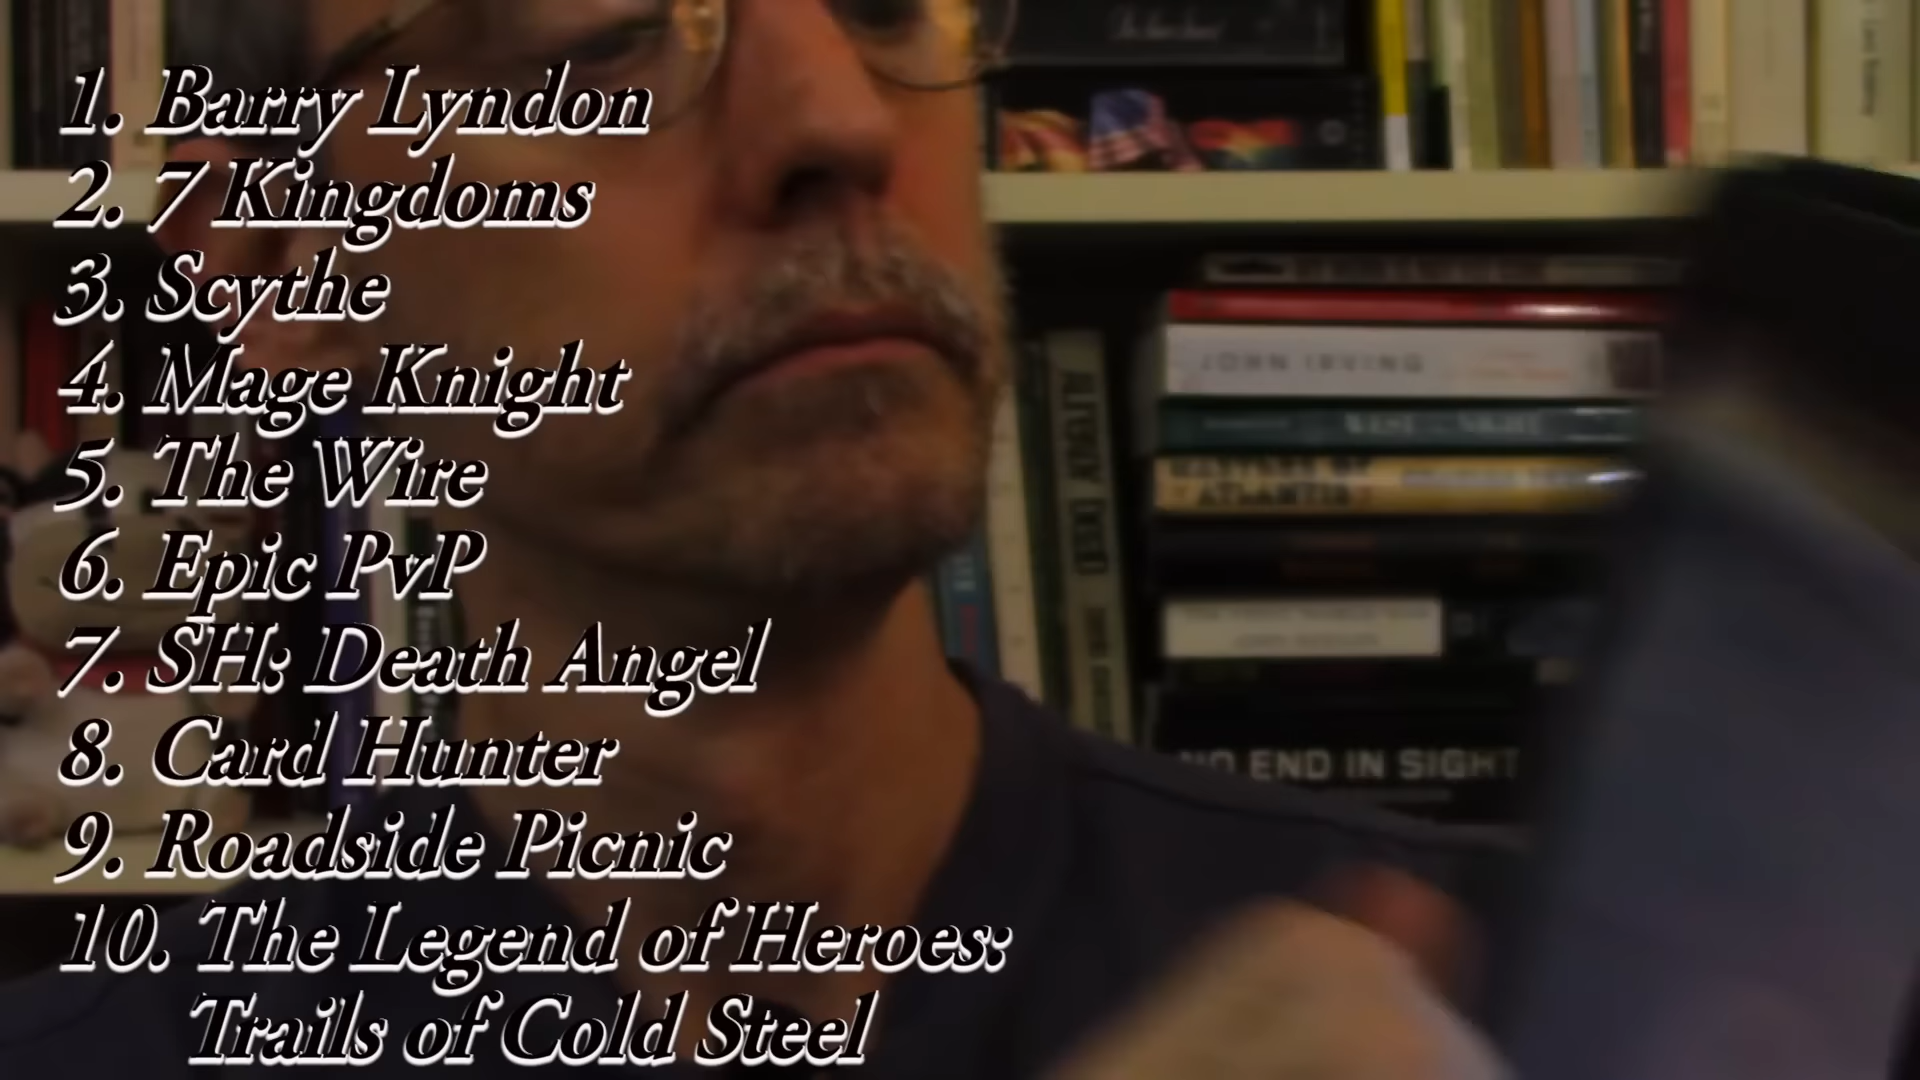 1. Barry Lyndon
2. 7 Kingdoms
3. Scythe
4. Mage Knight
5. The Wire
6. Epic PvP
7. SH: Death Angel
8. Card Hunter
9. Roadside Picnic
10. The Legend of Heroes:
Trails of Cold Steel
JOHN IRVING
ATLANTIS
NO END IN SIGHT